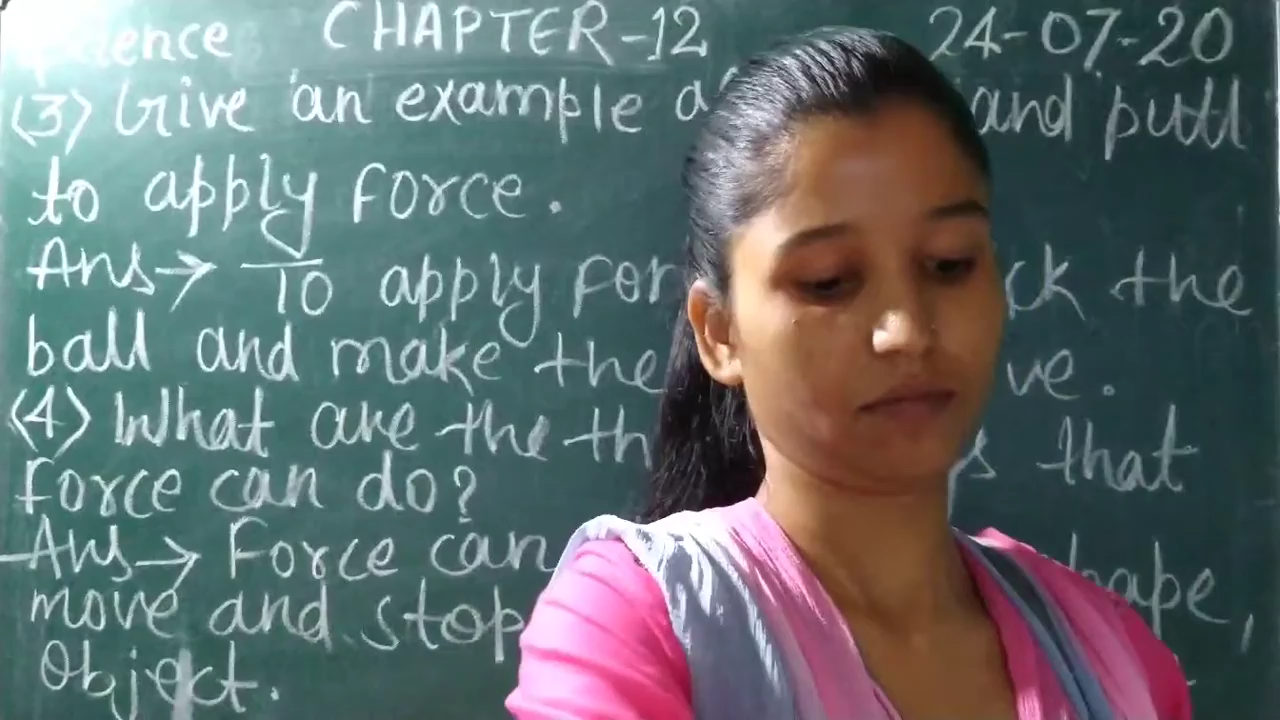 ence CHAPTER-12 24-07-20
(3) Give an example and pull
to apply force.
Ans→ To apply for ck the
ball and make the ve.
(4) What are the th s that
force can do?
Ans→ Force can hape,
move and stop
object.